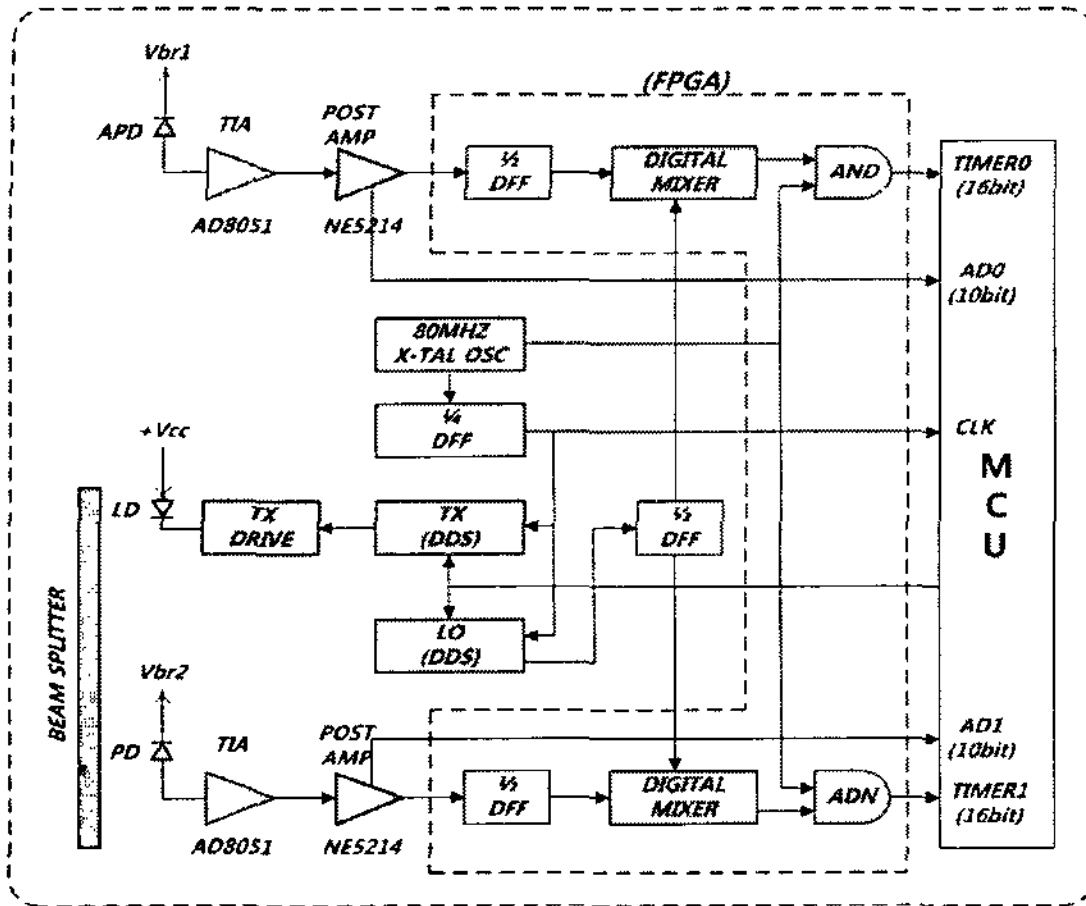 Vbr1
APD
TIA
AD8051
POST
AMP
NE5214
(FPGA)
½
DFF
DIGITAL
MIXER
AND
TIMER0
(16bit)
AD0
(10bit)
80MHZ
X-TAL OSC
¼
DFF
CLK
MCU
+Vcc
LD
TX
DRIVE
TX
(DDS)
½
DFF
LO
(DDS)
BEAM SPLITTER
Vbr2
PD
TIA
AD8051
POST
AMP
NE5214
½
DFF
DIGITAL
MIXER
ADN
AD1
(10bit)
TIMER1
(16bit)